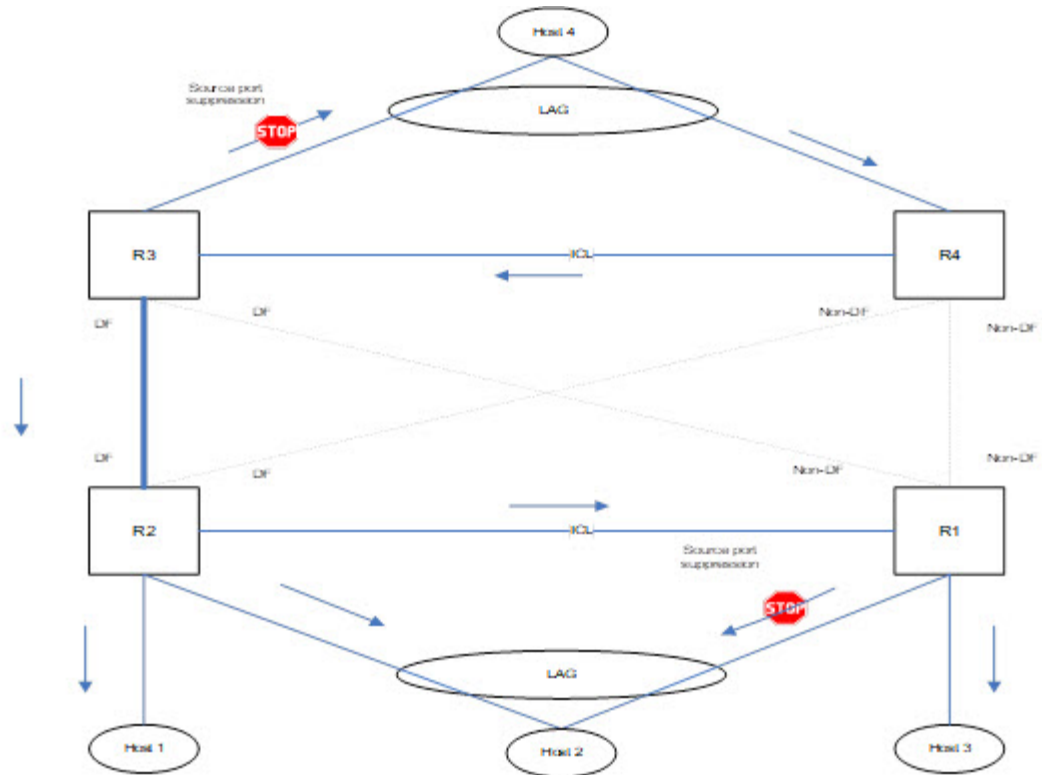 Host 4
Source port
suppression
STOP
LAG
R3
ICL
R4
DF
DF
Non-DF
Non-DF
DF
DF
Non-DF
Non-DF
R2
ICL
R1
Source port
suppression
STOP
LAG
Host 1
Host 2
Host 3